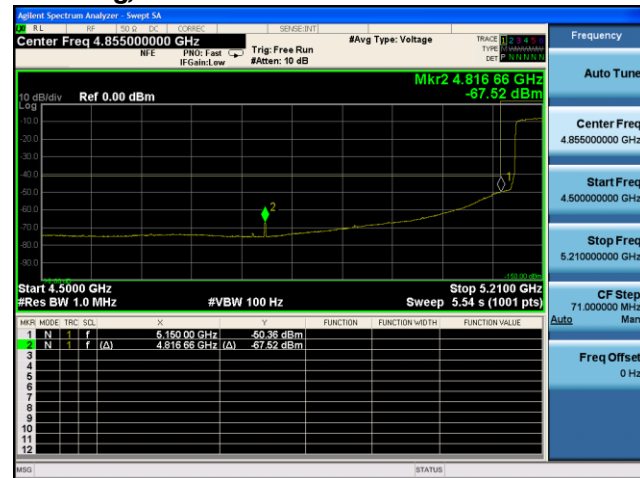 Agilent Spectrum Analyzer - Swept SA
RL RF 50 Ω DC CORREC SENSE:INT
Center Freq 4.855000000 GHz
NFE PNO: Fast IFGain:Low
Trig: Free Run
#Atten: 10 dB
#Avg Type: Voltage
TRACE 1 2 3 4 5 6
TYPE
DET P N N N N N
Mkr2 4.816 66 GHz
-67.52 dBm
10 dB/div Ref 0.00 dBm
Log
-10.0
-20.0
-30.0
-40.0
-50.0
-60.0
-70.0
-80.0
-90.0
1
2
-150.00 dBm
Start 4.5000 GHz Stop 5.2100 GHz
#Res BW 1.0 MHz #VBW 100 Hz Sweep 5.54 s (1001 pts)
MKR MODE TRC SCL X Y FUNCTION FUNCTION WIDTH FUNCTION VALUE
1 N 1 f 5.150 00 GHz -50.36 dBm
2 N 1 f (Δ) 4.816 66 GHz (Δ) -67.52 dBm
3
4
5
6
7
8
9
10
11
12
MSG STATUS
Frequency
Auto Tune
Center Freq
4.855000000 GHz
Start Freq
4.500000000 GHz
Stop Freq
5.210000000 GHz
CF Step
71.000000 MHz
Auto Man
Freq Offset
0 Hz